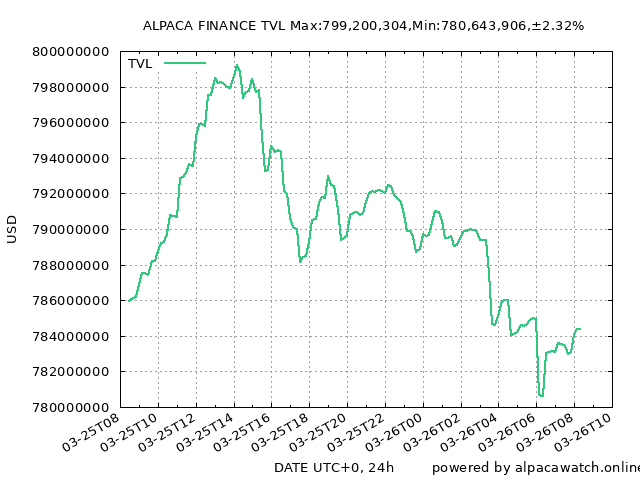 ALPACA FINANCE TVL Max:799,200,304,Min:780,643,906,±2.32%
TVL
800000000
798000000
796000000
794000000
792000000
790000000
788000000
786000000
784000000
782000000
780000000
USD
03-25T08
03-25T10
03-25T12
03-25T14
03-25T16
03-25T18
03-25T20
03-25T22
03-26T00
03-26T02
03-26T04
03-26T06
03-26T08
03-26T10
DATE UTC+0, 24h
powered by alpacawatch.online